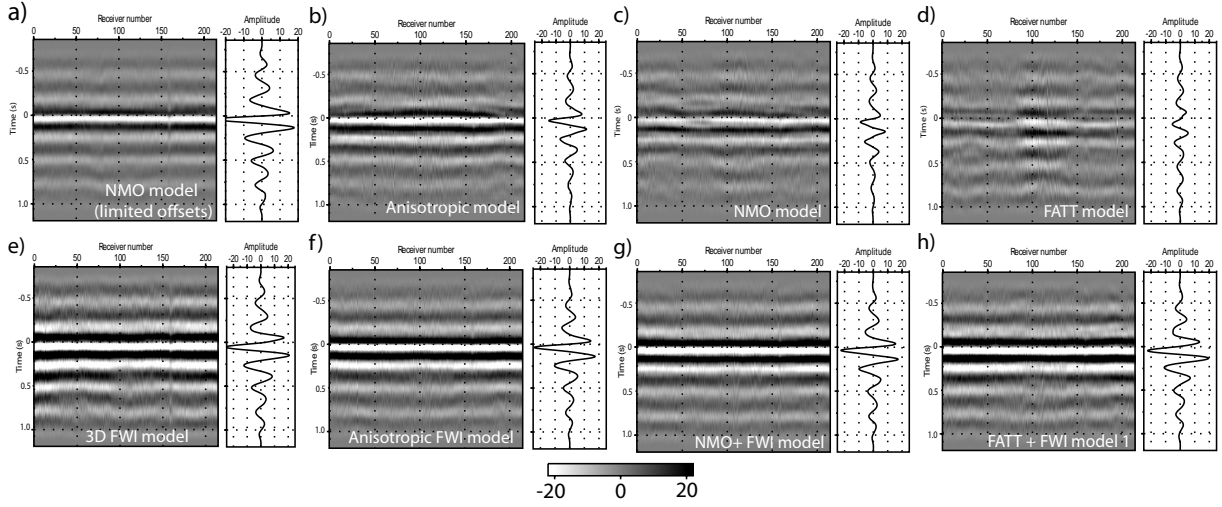 a)
Receiver number
Amplitude
0 50 100 150 200
-20 -10 0 10 20
-0.5
0
0.5
1.0
Time (s)
NMO model
(limited offsets)
b)
Receiver number
Amplitude
0 50 100 150 200
-20 -10 0 10 20
-0.5
0
0.5
1.0
Time (s)
Anisotropic model
c)
Receiver number
Amplitude
0 50 100 150 200
-20 -10 0 10 20
-0.5
0
0.5
1.0
Time (s)
NMO model
d)
Receiver number
Amplitude
0 50 100 150 200
-20 -10 0 10 20
-0.5
0
0.5
1.0
Time (s)
FATT model
e)
Receiver number
Amplitude
0 50 100 150 200
-20 -10 0 10 20
-0.5
0
0.5
1.0
Time (s)
3D FWI model
f)
Receiver number
Amplitude
0 50 100 150 200
-20 -10 0 10 20
-0.5
0
0.5
1.0
Time (s)
Anisotropic FWI model
g)
Receiver number
Amplitude
0 50 100 150 200
-20 -10 0 10 20
-0.5
0
0.5
1.0
Time (s)
NMO+ FWI model
h)
Receiver number
Amplitude
0 50 100 150 200
-20 -10 0 10 20
-0.5
0
0.5
1.0
Time (s)
FATT + FWI model 1
-20 0 20